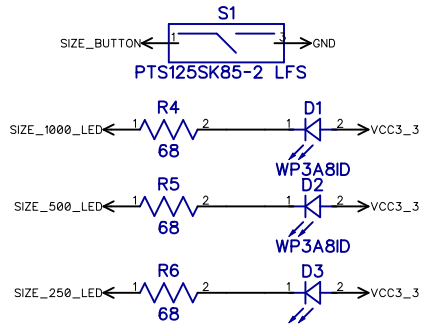 S1
SIZE_BUTTON 1 3 GND
PTS125SK85-2 LFS
R4 D1
SIZE_1000_LED 1 2 1 2 VCC3_3
68 WP3A8ID
R5 D2
SIZE_500_LED 1 2 1 2 VCC3_3
68 WP3A8ID
R6 D3
SIZE_250_LED 1 2 1 2 VCC3_3
68